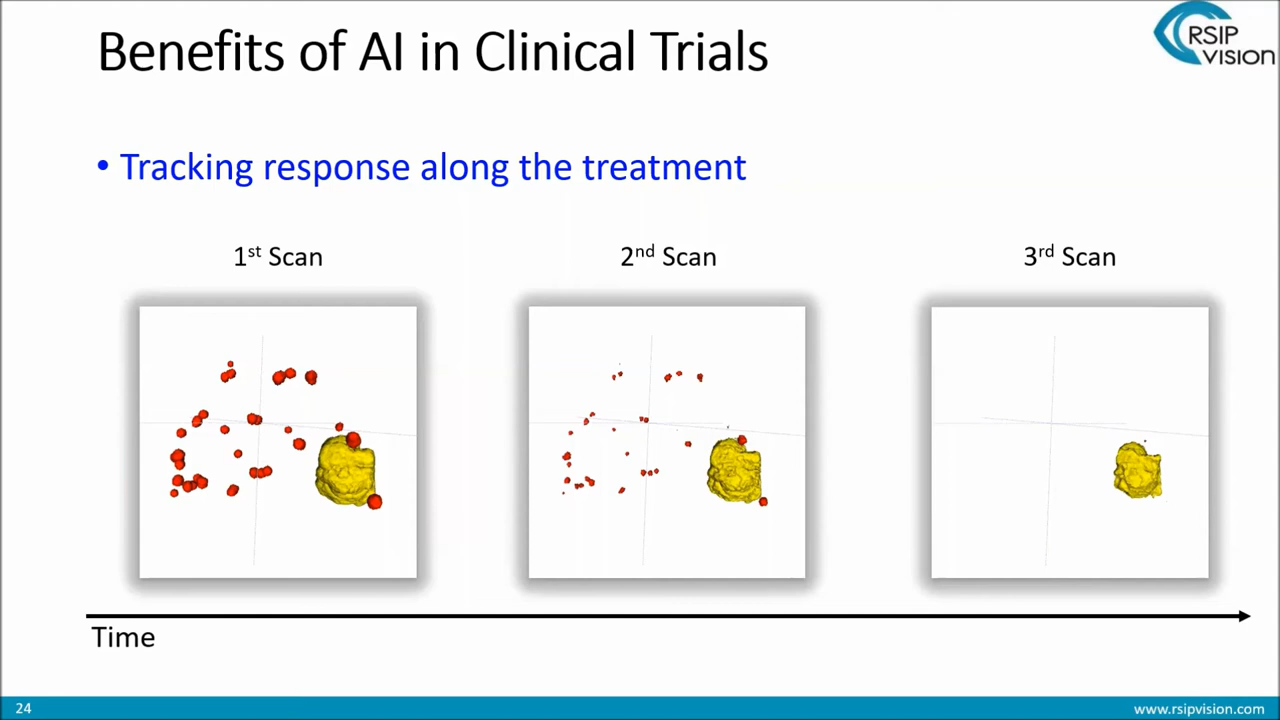 Benefits of AI in Clinical Trials
RSIP
VISION
• Tracking response along the treatment
1st Scan
2nd Scan
3rd Scan
Time
24
www.rsipvision.com